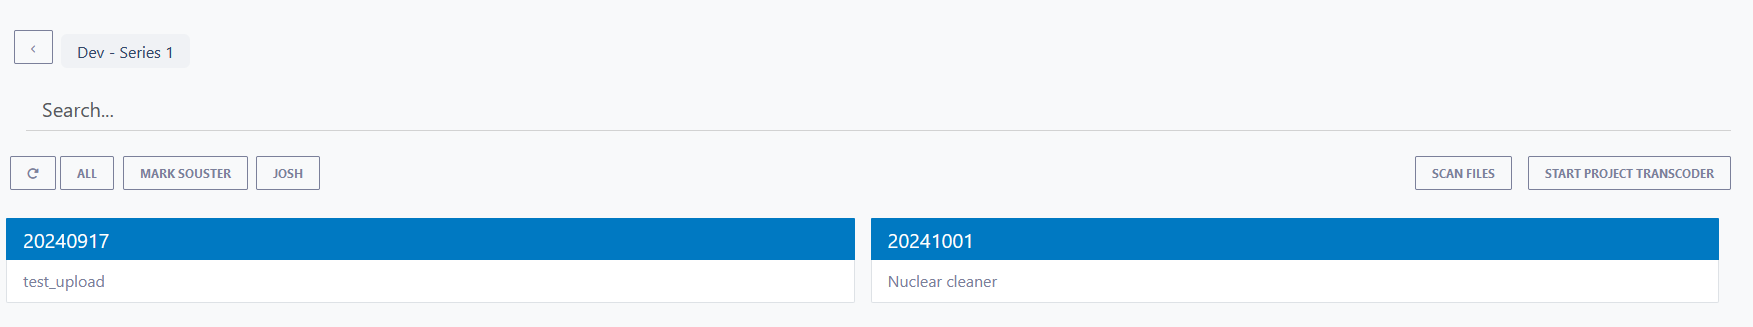 Dev - Series 1
Search...
ALL MARK SOUSTER JOSH SCAN FILES START PROJECT TRANSCODER
20240917 20241001
test_upload Nuclear cleaner